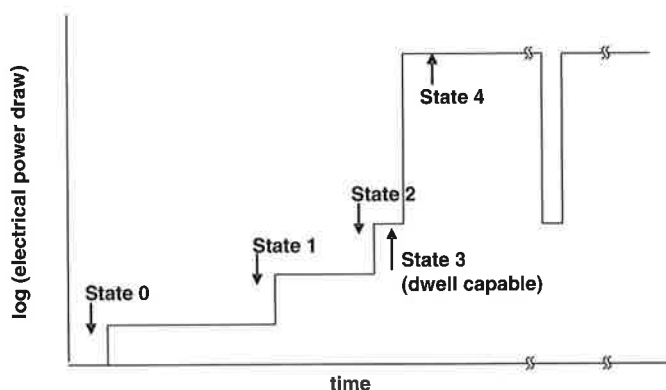 log (electrical power draw)
State 4
State 2
State 1
State 3
(dwell capable)
State 0
time